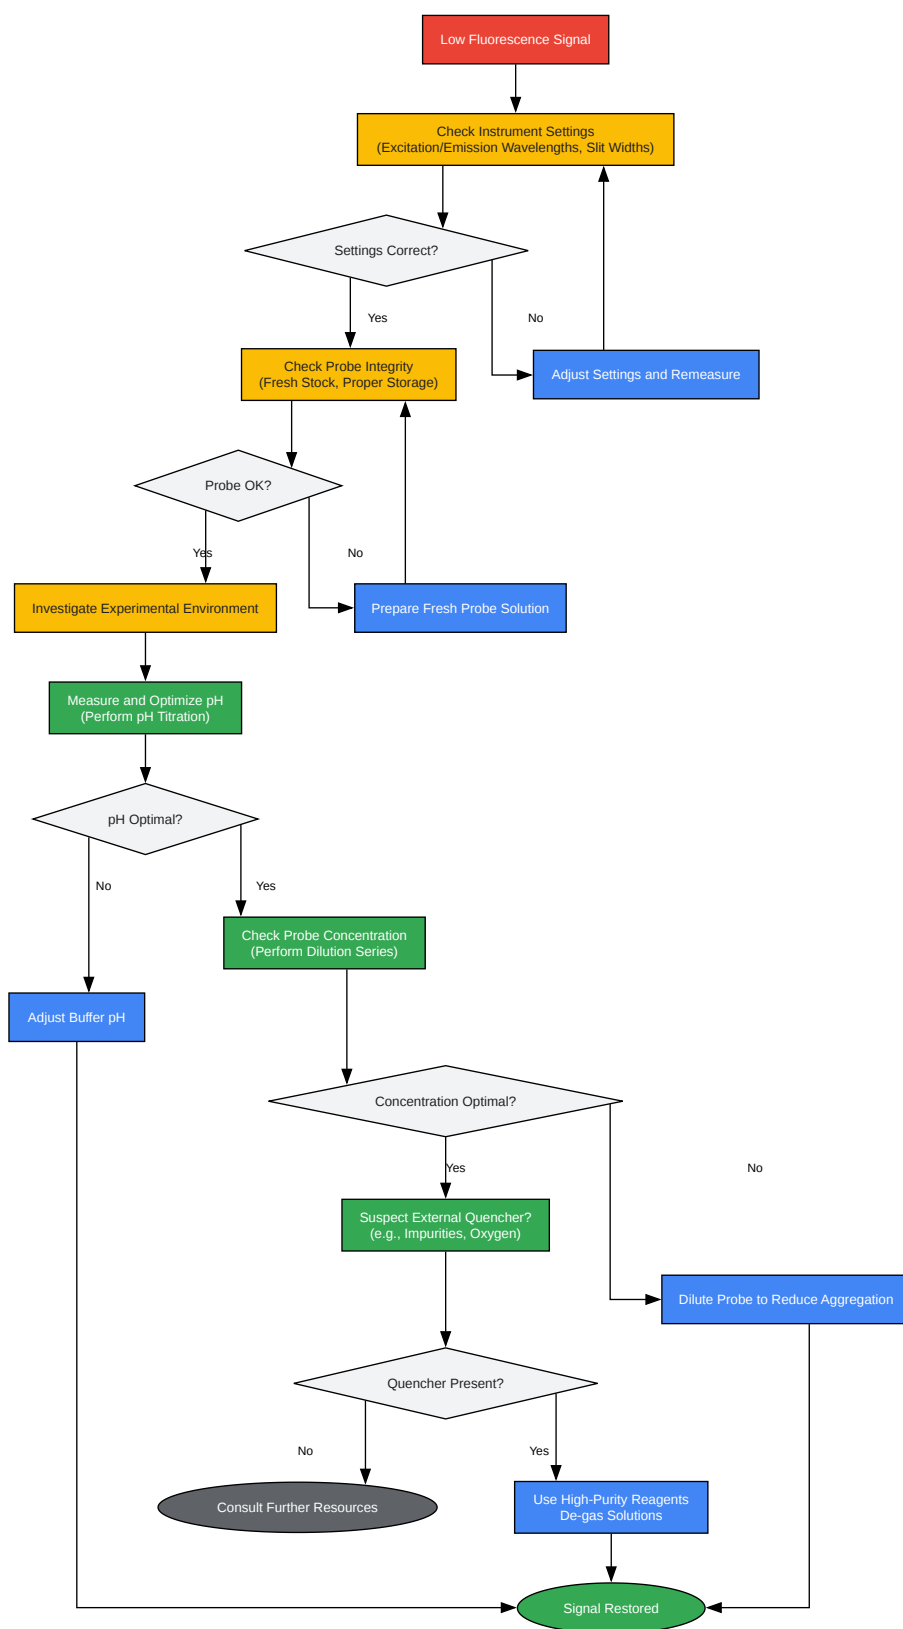 Low Fluorescence Signal
Check Instrument Settings
(Excitation/Emission Wavelengths, Slit Widths)
Settings Correct?
Yes
No
Check Probe Integrity
(Fresh Stock, Proper Storage)
Adjust Settings and Remeasure
Probe OK?
Yes
No
Investigate Experimental Environment
Prepare Fresh Probe Solution
Measure and Optimize pH
(Perform pH Titration)
pH Optimal?
No
Yes
Check Probe Concentration
(Perform Dilution Series)
Adjust Buffer pH
Concentration Optimal?
Yes
No
Suspect External Quencher?
(e.g., Impurities, Oxygen)
Dilute Probe to Reduce Aggregation
Quencher Present?
No
Yes
Consult Further Resources
Use High-Purity Reagents
De-gas Solutions
Signal Restored